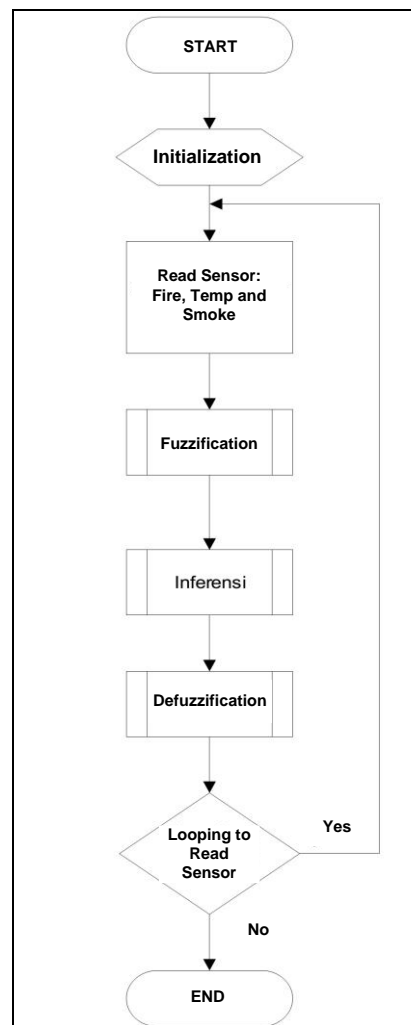 START
Initialization
Read Sensor:
Fire, Temp and
Smoke
Fuzzification
Inferensi
Defuzzification
Looping to
Read
Sensor
Yes
No
END